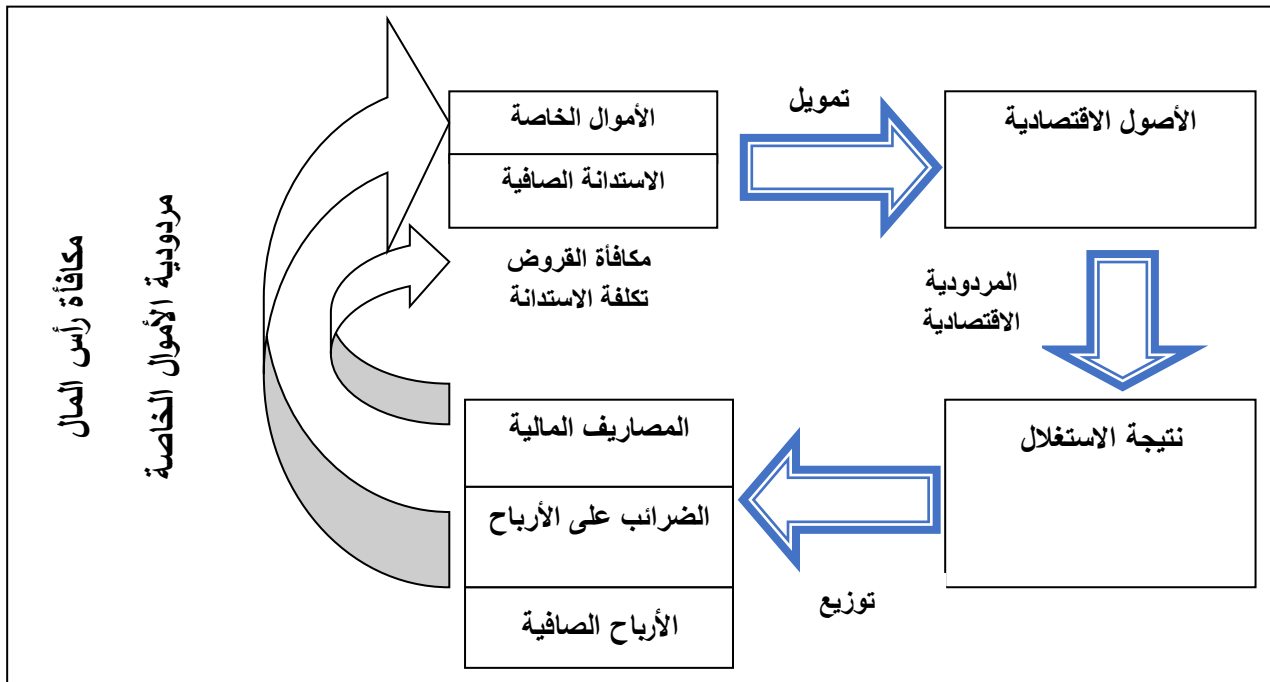 تمويل
الأصول الاقتصادية
الأموال الخاصة
الاستدانة الصافية
مكافأة القروض
تكلفة الاستدانة
المردودية
الاقتصادية
مردودية الأموال الخاصة
مكافأة رأس المال
نتيجة الاستغلال
المصاريف المالية
الضرائب على الأرباح
الأرباح الصافية
توزيع